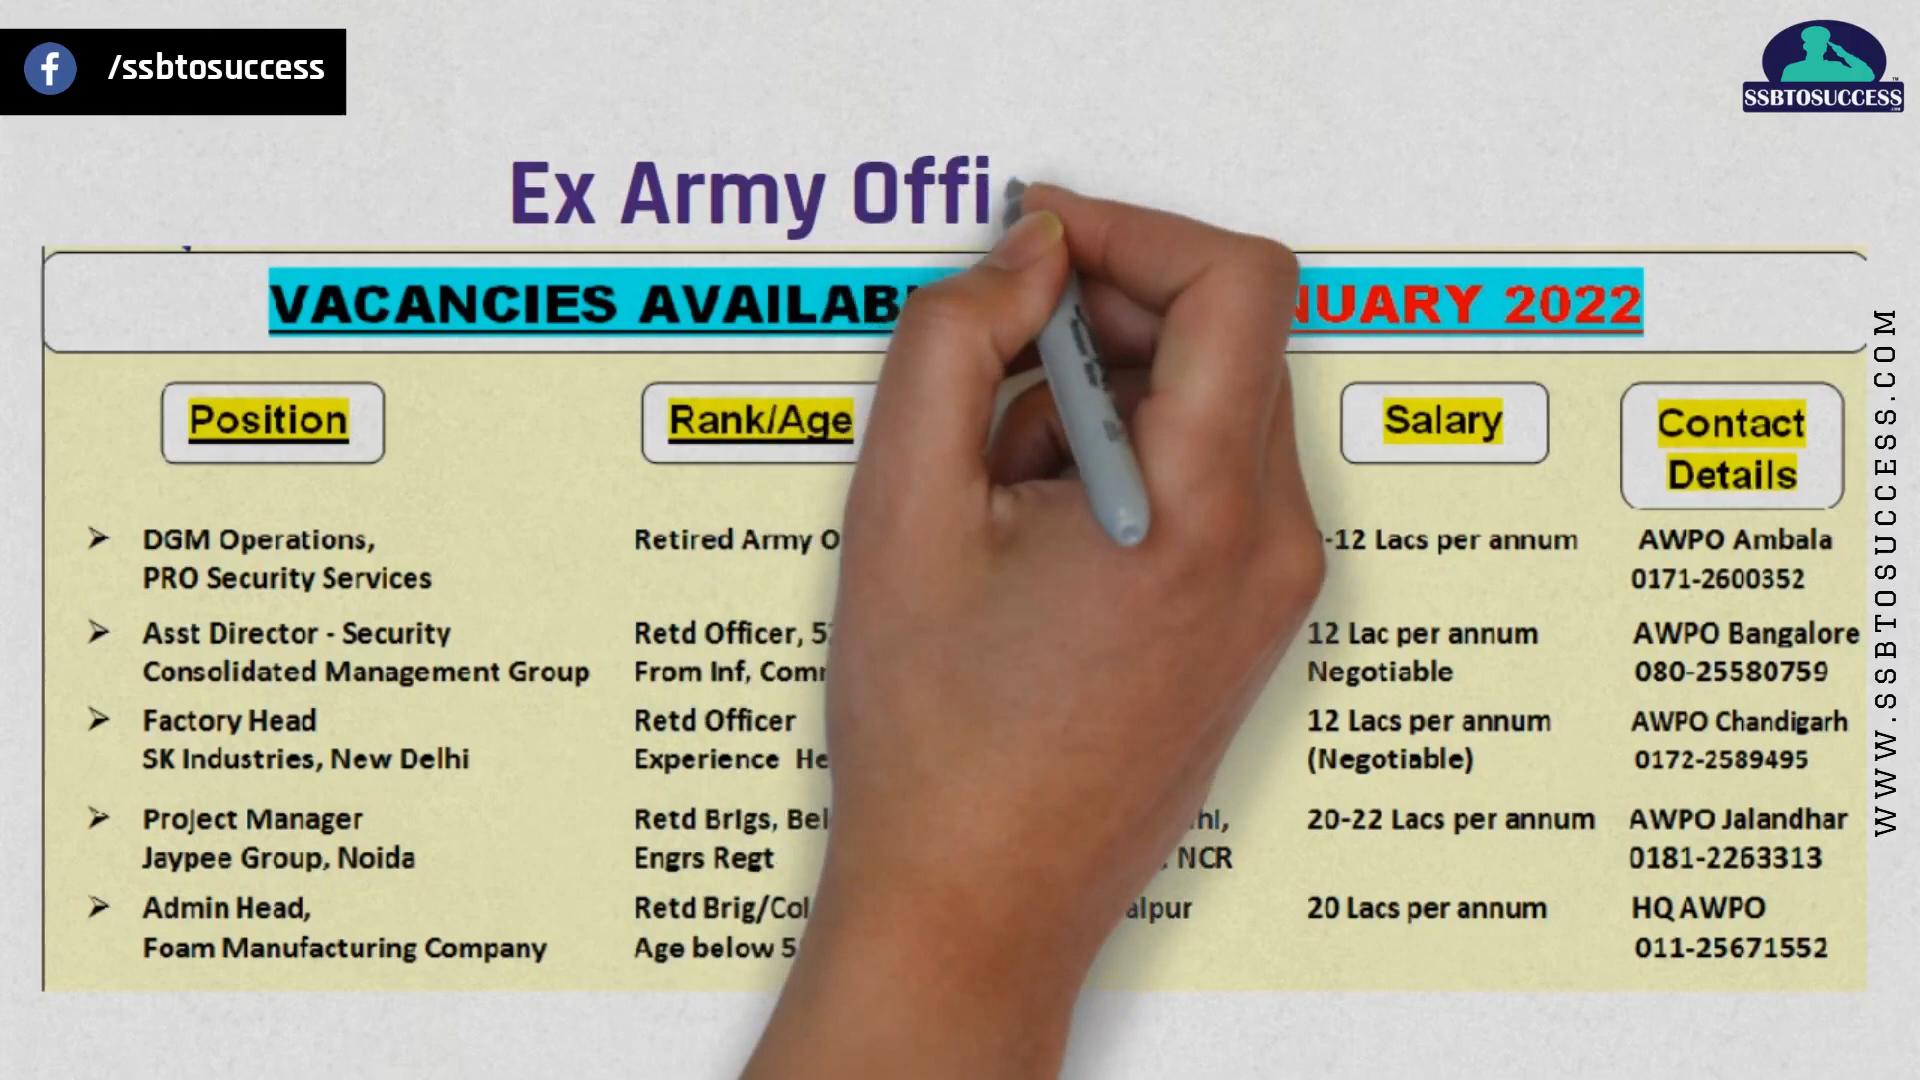 /ssbtosuccess
SSBTOSUCCESS
Ex Army Offi
VACANCIES AVAILAB NUARY 2022
Position Rank/Age Salary Contact Details
DGM Operations, Retired Army O -12 Lacs per annum AWPO Ambala
PRO Security Services 0171-2600352
Asst Director - Security Retd Officer, 12 Lac per annum AWPO Bangalore
Consolidated Management Group From Inf, Negotiable 080-25580759
Factory Head Retd Officer 12 Lacs per annum AWPO Chandigarh
SK Industries, New Delhi Experience He (Negotiable) 0172-2589495
Project Manager Retd Brigs, Bel hi, 20-22 Lacs per annum AWPO Jalandhar
Jaypee Group, Noida Engrs Regt , NCR 0181-2263313
Admin Head, Retd Brig/Col alpur 20 Lacs per annum HQ AWPO
Foam Manufacturing Company Age below 5 011-25671552
WWW.SSBTOSUCCESS.COM